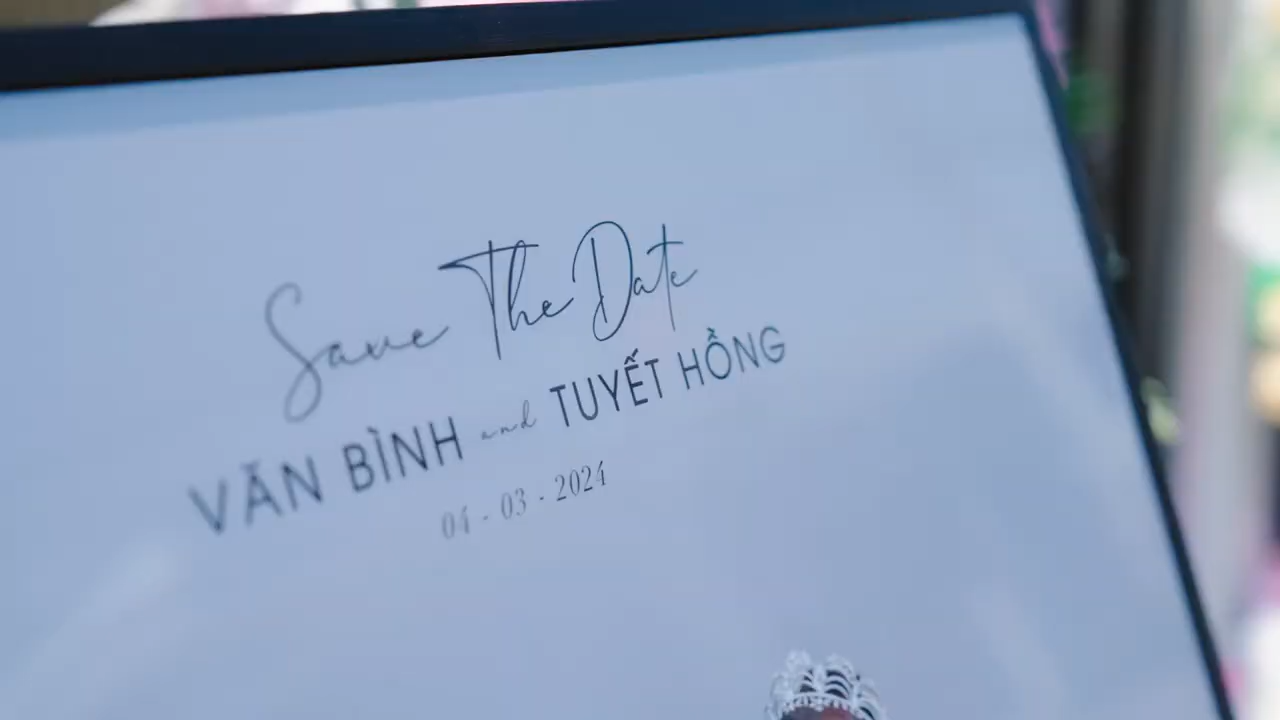 Save The Date
VĂN BÌNH and TUYẾT HỒNG
04 - 03 - 2024